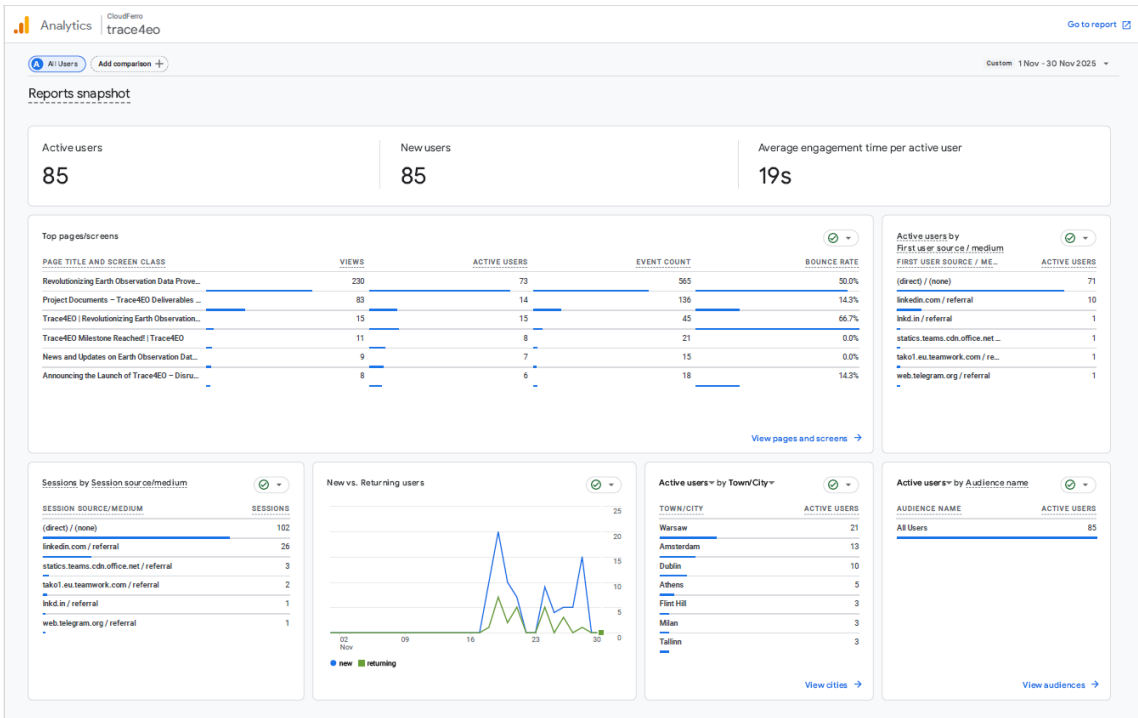 Analytics
CloudFerro
trace4eo
Go to report
A All Users
Add comparison +
Custom 1 Nov - 30 Nov 2025
Reports snapshot
Active users
85
New users
85
Average engagement time per active user
19s
Top pages/screens
PAGE TITLE AND SCREEN CLASS VIEWS ACTIVE USERS EVENT COUNT BOUNCE RATE
Revolutionizing Earth Observation Data Prove... 230 73 565 50.0%
Project Documents – Trace4EO Deliverables ... 83 14 136 14.3%
Trace4EO | Revolutionizing Earth Observation... 15 15 45 66.7%
Trace4EO Milestone Reached! | Trace4EO 11 8 21 0.0%
News and Updates on Earth Observation Dat... 9 7 15 0.0%
Announcing the Launch of Trace4EO – Disru... 8 6 18 14.3%
View pages and screens →
Active users by
First user source / medium
FIRST USER SOURCE / ME... ACTIVE USERS
(direct) / (none) 71
linkedin.com / referral 10
lnkd.in / referral 1
statics.teams.cdn.office.net ... 1
tako1.eu.teamwork.com / re... 1
web.telegram.org / referral 1
Sessions by Session source/medium
SESSION SOURCE/MEDIUM SESSIONS
(direct) / (none) 102
linkedin.com / referral 26
statics.teams.cdn.office.net / referral 3
tako1.eu.teamwork.com / referral 2
lnkd.in / referral 1
web.telegram.org / referral 1
New vs. Returning users
25
20
15
10
5
0
02 09 16 23 30
Nov
new returning
Active users by Town/City
TOWN/CITY ACTIVE USERS
Warsaw 21
Amsterdam 13
Dublin 10
Athens 5
Flint Hill 3
Milan 3
Tallinn 3
View cities →
Active users by Audience name
AUDIENCE NAME ACTIVE USERS
All Users 85
View audiences →